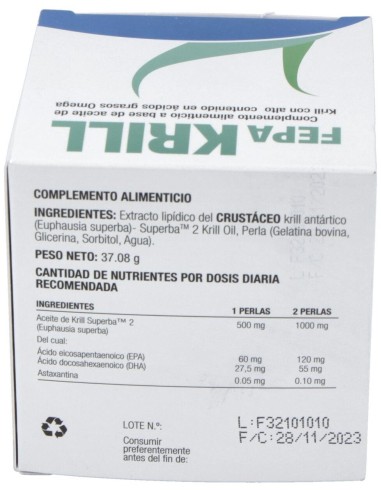 FEPA KRILL
Complemento alimenticio a base de aceite de
Krill con alto contenido en ácidos grasos Omega
COMPLEMENTO ALIMENTICIO
INGREDIENTES: Extracto lipídico del CRUSTÁCEO krill antártico
(Euphausia superba)- Superba™ 2 Krill Oil, Perla (Gelatina bovina,
Glicerina, Sorbitol, Agua).
PESO NETO: 37.08 g
CANTIDAD DE NUTRIENTES POR DOSIS DIARIA
RECOMENDADA
INGREDIENTES 1 PERLAS 2 PERLAS
Aceite de Krill Superba™ 2 500 mg 1000 mg
(Euphausia superba)
Del cual:
Ácido eicosapentaenoico (EPA) 60 mg 120 mg
Ácido docosahexaenoico (DHA) 27,5 mg 55 mg
Astaxantina 0.05 mg 0.10 mg
LOTE N.º: L:F32101010
Consumir F/C:28/11/2023
preferentemente
antes del fin de: